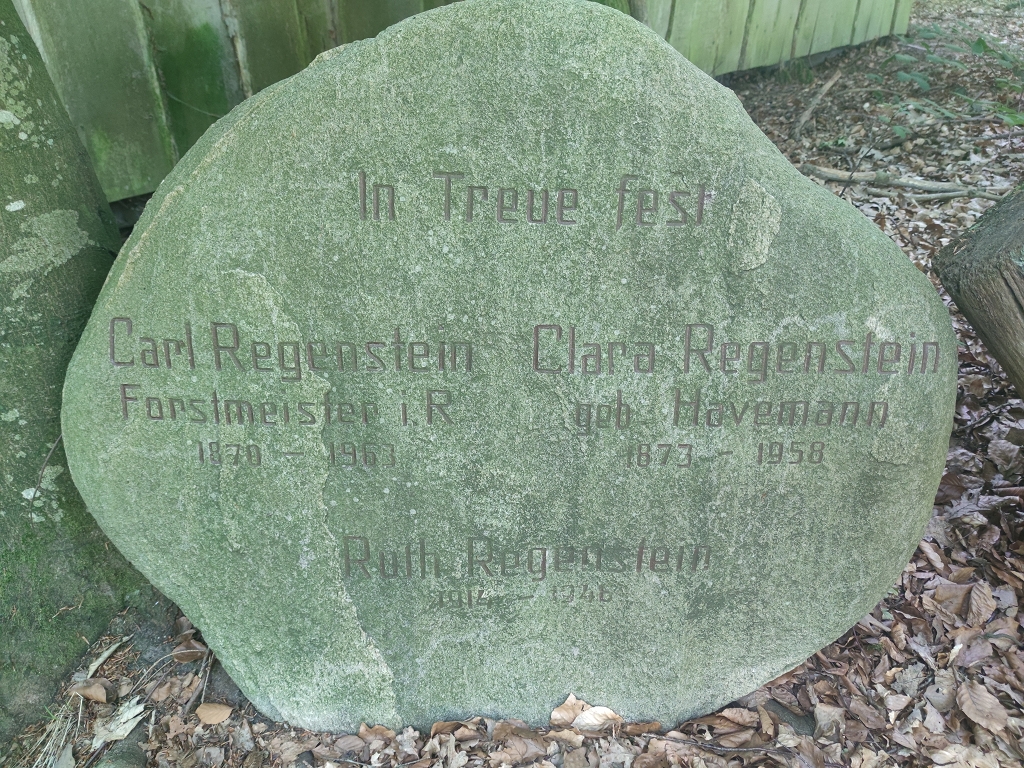 In Treue fest
Carl Regenstein
Forstmeister i.R
1870 – 1963
Clara Regenstein
geb. Havemann
1873 – 1958
Ruth Regenstein
1914 – 1946